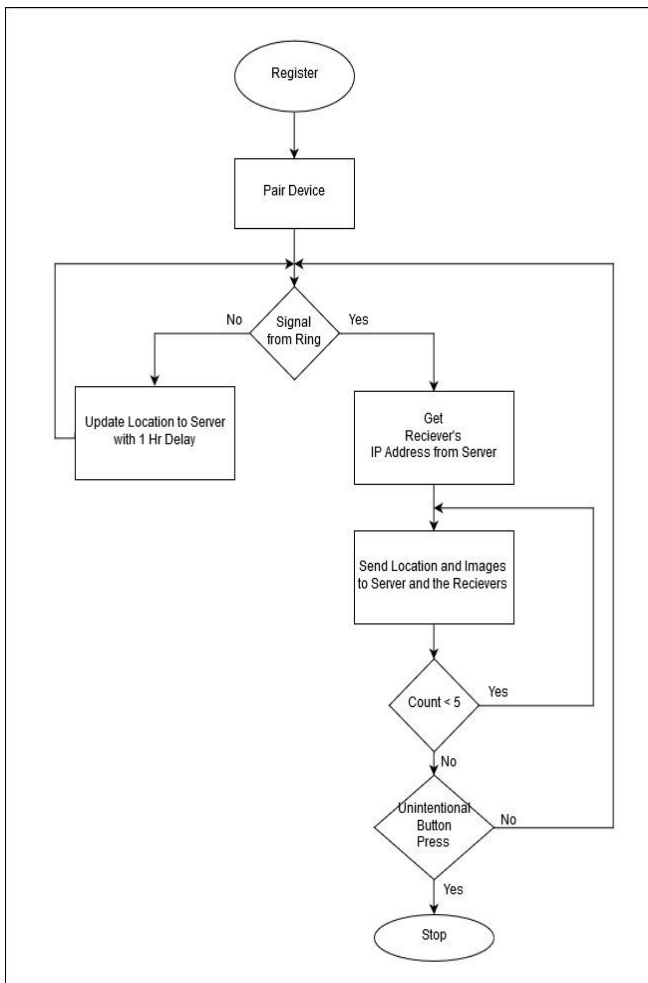 Register
Pair Device
No
Signal
from Ring
Yes
Update Location to Server
with 1 Hr Delay
Get
Reciever's
IP Address from Server
Send Location and Images
to Server and the Recievers
Count < 5
Yes
No
Unintentional
Button
Press
No
Yes
Stop